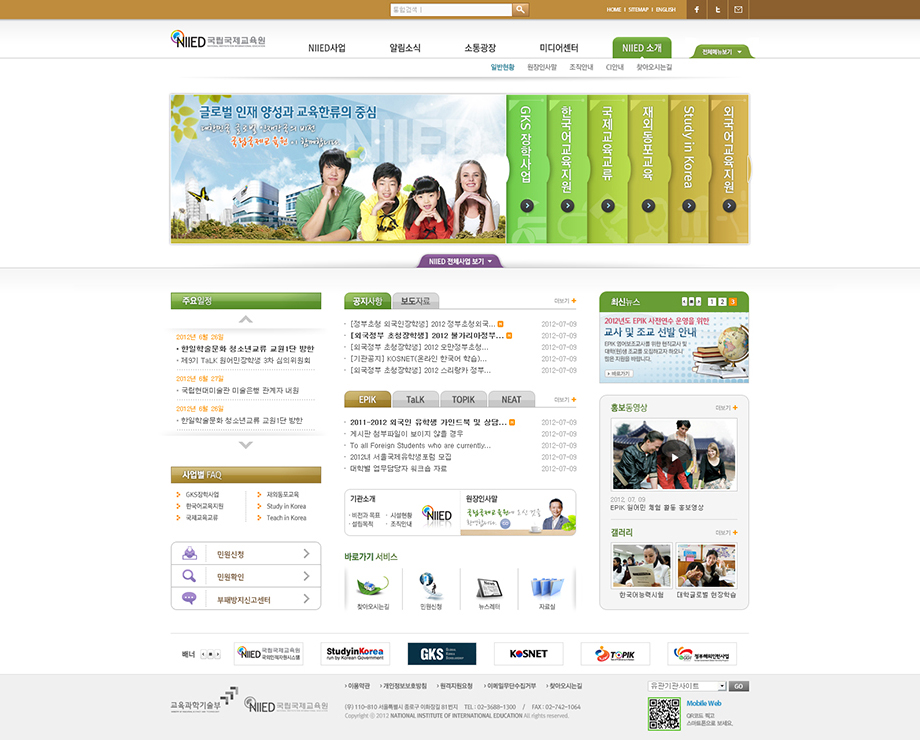 통합검색
HOME | SITEMAP | ENGLISH
NIIED 국립국제교육원
NIIED사업 알림소식 소통광장 미디어센터 NIIED 소개 전체메뉴보기
일반현황 원장인사말 조직안내 CI안내 찾아오시는길
글로벌 인재 양성과 교육한류의 중심
대한민국 글로벌 인재강국의 비전
국립국제교육원이 함께합니다
NIIED
GKS 장학사업
한국어교육지원
국제교육교류
재외동포교육
Study in Korea
외국어교육지원
NIIED 전체사업 보기
주요일정
2012년 6월 26일
· 한일학술문화 청소년교류 교원1단 방한
· 제9기 TaLK 원어민장학생 3차 심의위원회
2012년 6월 27일
· 국립현대미술관 미술은행 관계자 내원
2012년 6월 26일
· 한일학술문화 청소년교류 교원1단 방한
사업별 FAQ
GKS장학사업 재외동포교육
한국어교육지원 Study in Korea
국제교육교류 Teach in Korea
민원신청
민원확인
부패방지신고센터
공지사항 보도자료 더보기 +
· [정부초청 외국인장학생] 2012 정부초청외국... 2012-07-09
· [외국정부 초청장학생] 2012 불가리아정부... 2012-07-09
· [외국정부 초청장학생] 2012 오만정부초청... 2012-07-09
· [기관공지] KOSNET(온라인 한국어 학습)... 2012-07-09
· [외국정부 초청장학생] 2012 스리랑카 정부... 2012-07-09
EPIK TaLK TOPIK NEAT 더보기 +
· 2011-2012 외국인 유학생 가인드북 및 상담... 2012-07-09
· 게시판 첨부파일이 보이지 않을 경우 2012-07-09
· To all Foreign Students who are currently... 2012-07-09
· 2012년 서울국제유학생포럼 모집 2012-07-09
· 대학별 업무담당자 워크숍 자료 2012-07-09
기관소개
· 비전과 목표 · 시설현황
· 설립목적 · 조직안내
NIIED
원장인사말
국립국제교육원에 오신 것을
환영합니다. GO
바로가기 서비스
찾아오시는길 민원신청 뉴스레터 자료실
최신뉴스 1 2 3
2012년도 EPIK 사전연수 운영을 위한
교사 및 조교 선발 안내
EPIK 영어보조교사를 위한 현직교사 및
대학(원)생 조교를 모집하고자 하오니
많은 지원 바랍니다.
바로가기
홍보동영상 더보기 +
2012. 07. 09
EPIK 원어민 체험 활동 홍보영상
갤러리 더보기 +
한국어능력시험 대학글로벌 현장학습
배너
NIIED 국립국제교육원
국외인재자원시스템
StudyinKorea
run by Korean Government
GKS
KOSNET
TOPIK
정부해외인턴사업
이용약관 개인정보보호방침 원격지원요청 이메일무단수집거부 찾아오시는길
교육과학기술부
NIIED 국립국제교육원
(우) 110-810 서울특별시 종로구 이화장길 81번지 TEL : 02-3688-1300 / FAX : 02-742-1064
Copyright © 2012 NATIONAL INSTITUTE OF INTERNATIONAL EDUCATION All rights reserved.
유관기관사이트 GO
Mobile Web
QR코드 찍고
스마트폰으로 보세요.